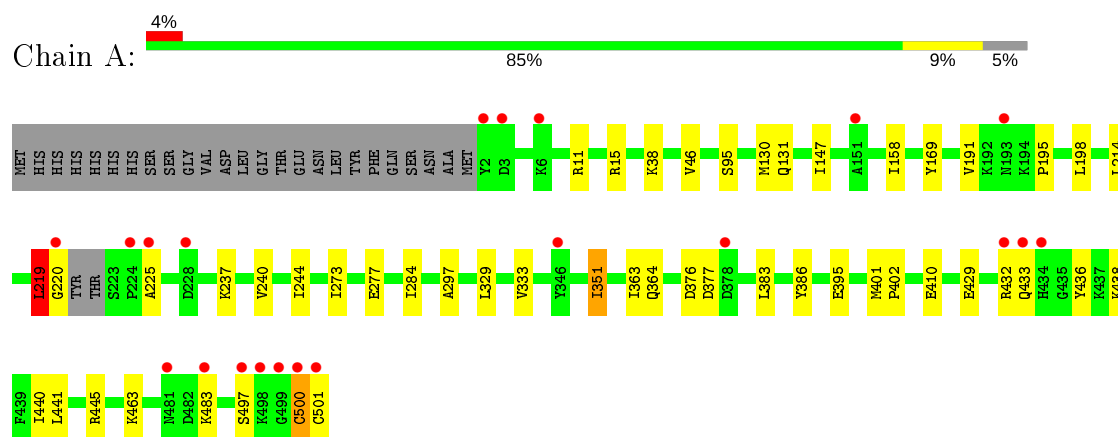 4%
Chain A:
85% 9% 5%
MET HIS HIS HIS HIS HIS HIS SER SER GLY VAL ASP LEU GLY THR GLU ASN LEU TYR PHE GLN SER ASN ALA MET Y2 D3 K6 R11 R15 K38 V46 S95 M130 Q131 I147 A151 I158 Y169 V191 K192 N193 K194 P195 L198 L214
L219 G220 TYR THR S223 P224 A225 D228 K237 V240 I244 I273 E277 I284 A297 L329 V333 Y346 I351 I363 Q364 D376 D377 D378 L383 Y386 E395 M401 P402 E410 E429 R432 Q433 H434 G435 Y436 K437 K438
F439 I440 L441 R445 K463 N481 D482 K483 S497 K498 G499 C500 C501